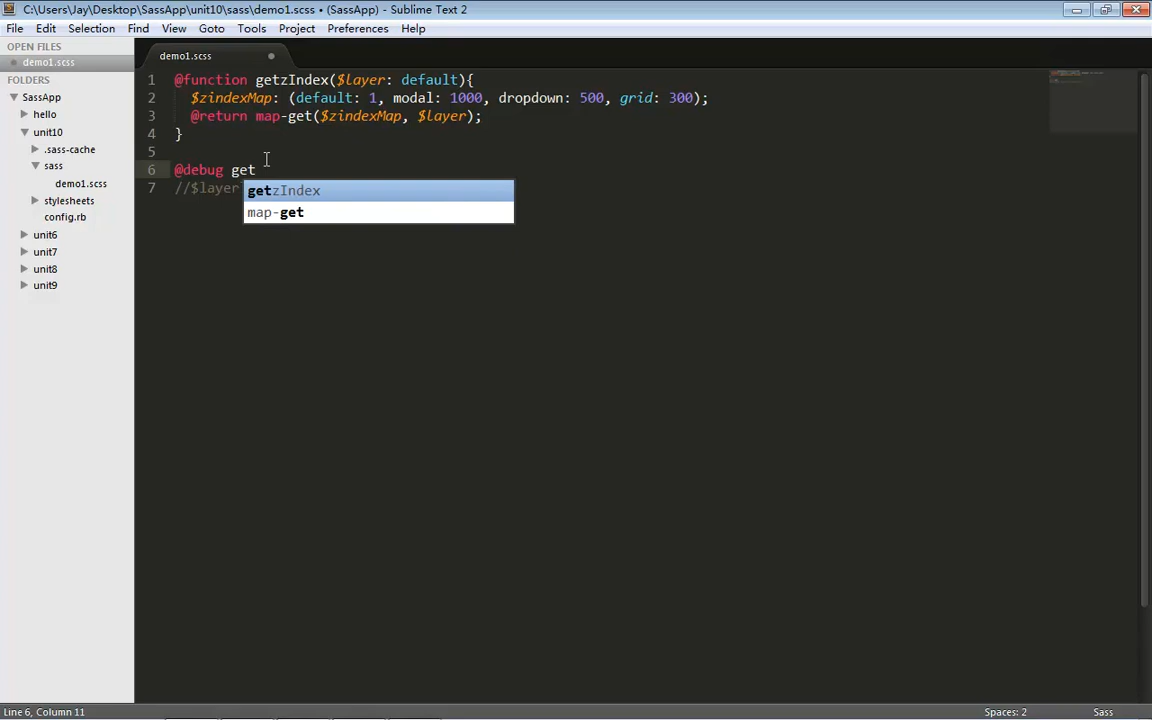 C:\Users\Jay\Desktop\SassApp\unit10\sass\demo1.scss • (SassApp) - Sublime Text 2
File Edit Selection Find View Goto Tools Project Preferences Help
OPEN FILES
demo1.scss
FOLDERS
SassApp
hello
unit10
.sass-cache
sass
demo1.scss
stylesheets
config.rb
unit6
unit7
unit8
unit9
demo1.scss
1 @function getzIndex($layer: default){
2 $zindexMap: (default: 1, modal: 1000, dropdown: 500, grid: 300);
3 @return map-get($zindexMap, $layer);
4 }
5
6 @debug get
7 //$layer
getzIndex
map-get
Line 6, Column 11
Spaces: 2
Sass